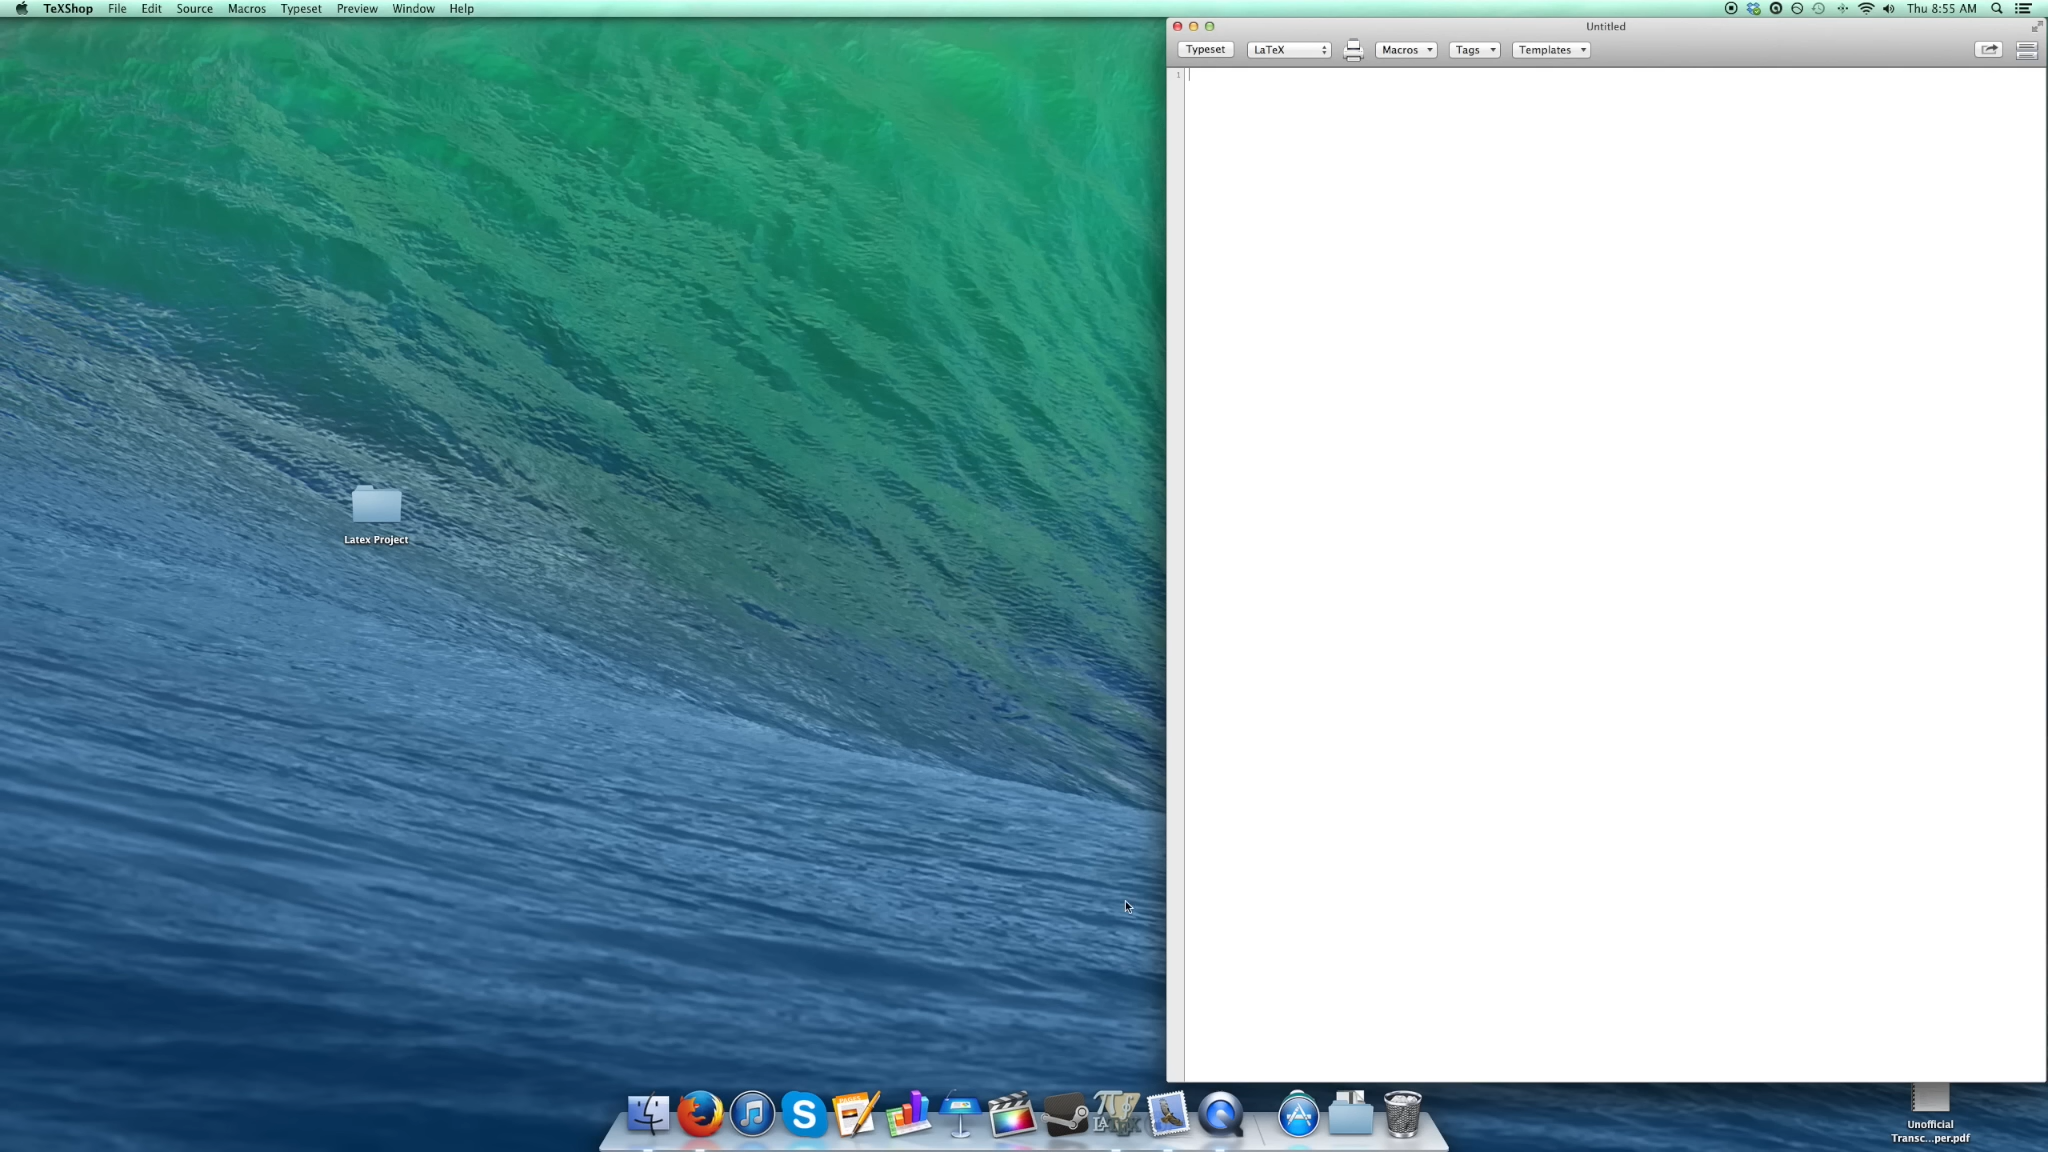 TeXShop File Edit Source Macros Typeset Preview Window Help
Thu 8:55 AM
Untitled
Typeset LaTeX Macros Tags Templates
1
Latex Project
PAGES
Unofficial
Transc...per.pdf